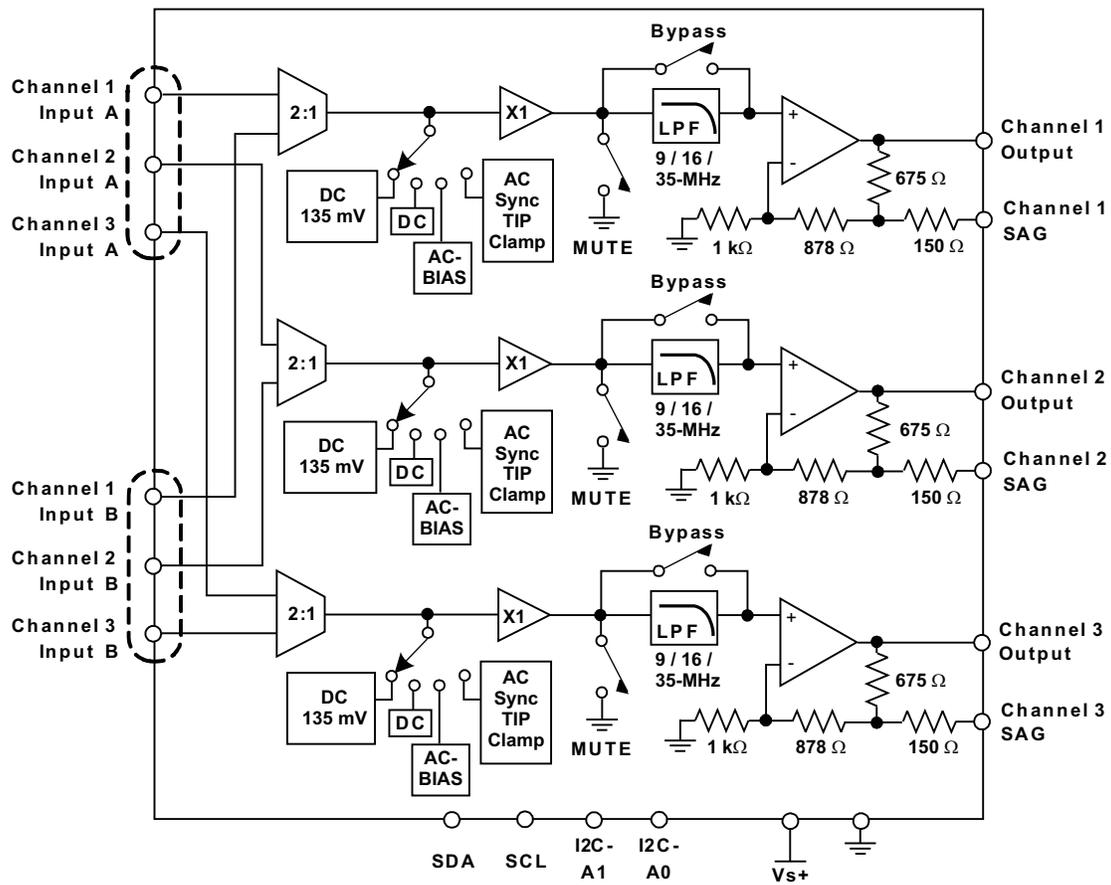 Channel 1
Input A
Channel 2
Input A
Channel 3
Input A
Channel 1
Input B
Channel 2
Input B
Channel 3
Input B
2:1
X1
Bypass
LPF
9 / 16 /
35-MHz
MUTE
DC
135 mV
DC
AC-
BIAS
AC
Sync
TIP
Clamp
+
-
675 Ω
1 kΩ
878 Ω
150 Ω
Channel 1
Output
Channel 1
SAG
2:1
X1
Bypass
LPF
9 / 16 /
35-MHz
MUTE
DC
135 mV
DC
AC-
BIAS
AC
Sync
TIP
Clamp
+
-
675 Ω
1 kΩ
878 Ω
150 Ω
Channel 2
Output
Channel 2
SAG
2:1
X1
Bypass
LPF
9 / 16 /
35-MHz
MUTE
DC
135 mV
DC
AC-
BIAS
AC
Sync
TIP
Clamp
+
-
675 Ω
1 kΩ
878 Ω
150 Ω
Channel 3
Output
Channel 3
SAG
SDA
SCL
I2C-
A1
I2C-
A0
Vs+